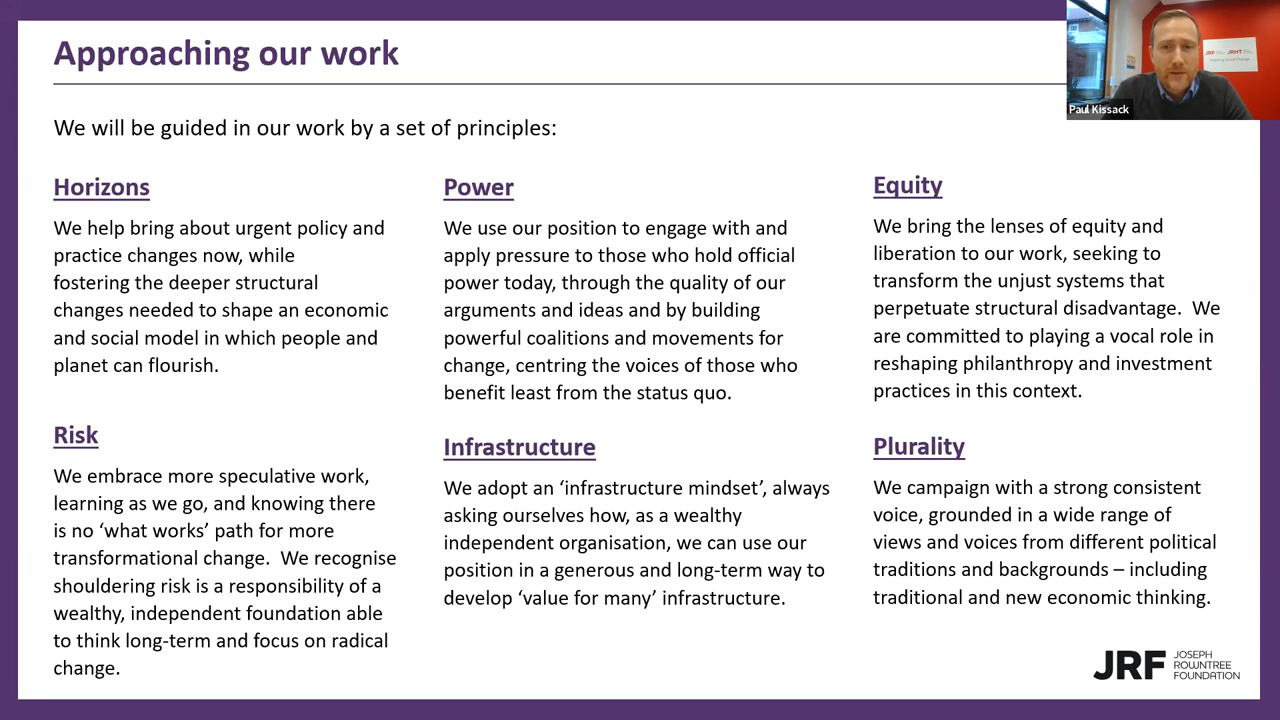 Approaching our work
We will be guided in our work by a set of principles:
Horizons
We help bring about urgent policy and
practice changes now, while
fostering the deeper structural
changes needed to shape an economic
and social model in which people and
planet can flourish.
Power
We use our position to engage with and
apply pressure to those who hold official
power today, through the quality of our
arguments and ideas and by building
powerful coalitions and movements for
change, centring the voices of those who
benefit least from the status quo.
Equity
We bring the lenses of equity and
liberation to our work, seeking to
transform the unjust systems that
perpetuate structural disadvantage.  We
are committed to playing a vocal role in
reshaping philanthropy and investment
practices in this context.
Risk
We embrace more speculative work,
learning as we go, and knowing there
is no ‘what works’ path for more
transformational change.  We recognise
shouldering risk is a responsibility of a
wealthy, independent foundation able
to think long-term and focus on radical
change.
Infrastructure
We adopt an ‘infrastructure mindset’, always
asking ourselves how, as a wealthy
independent organisation, we can use our
position in a generous and long-term way to
develop ‘value for many’ infrastructure.
Plurality
We campaign with a strong consistent
voice, grounded in a wide range of
views and voices from different political
traditions and backgrounds – including
traditional and new economic thinking.
JRF
JOSEPH
ROWNTREE
FOUNDATION
JRF JRHT
Paul Kissack